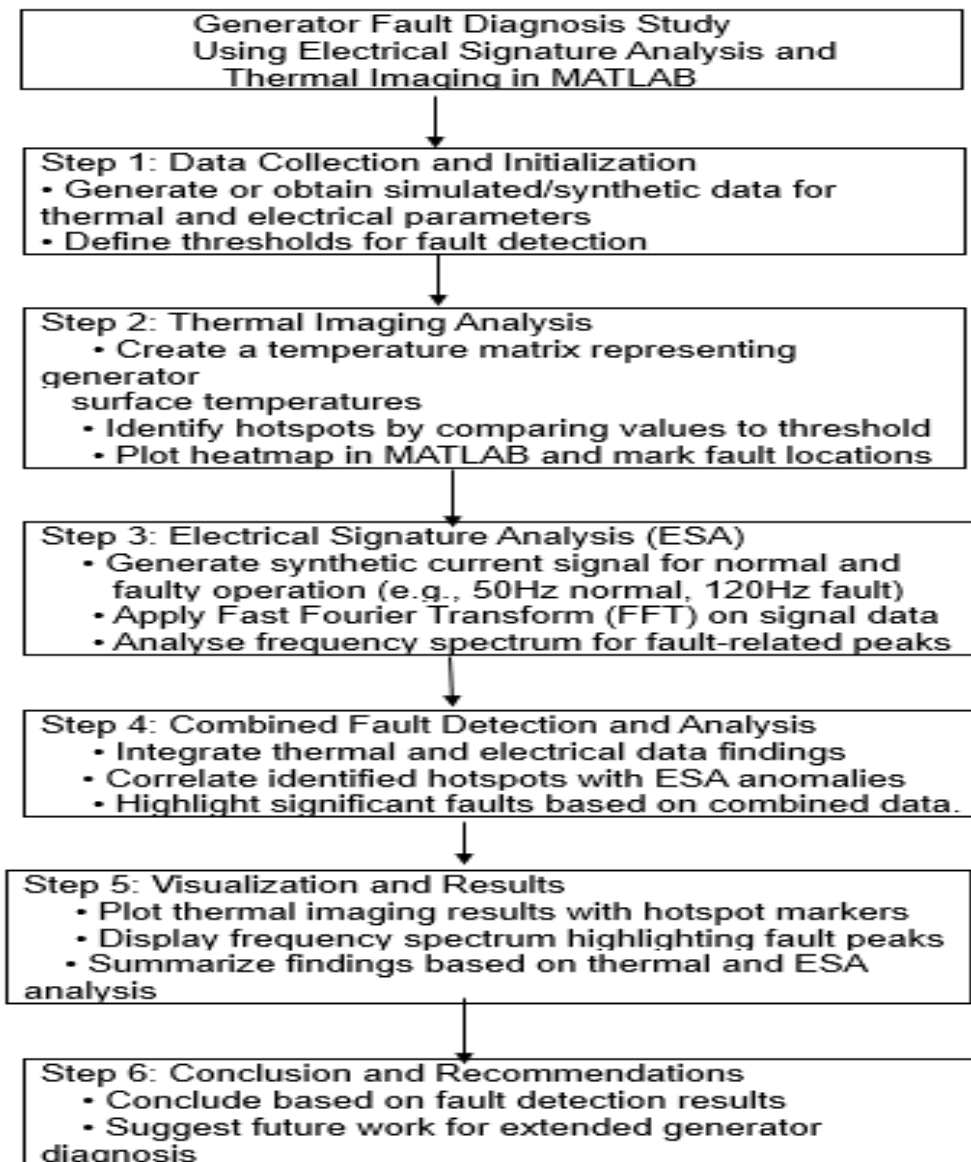 Generator Fault Diagnosis Study
Using Electrical Signature Analysis and
Thermal Imaging in MATLAB
Step 1: Data Collection and Initialization
• Generate or obtain simulated/synthetic data for
thermal and electrical parameters
• Define thresholds for fault detection
Step 2: Thermal Imaging Analysis
• Create a temperature matrix representing
generator
surface temperatures
• Identify hotspots by comparing values to threshold
• Plot heatmap in MATLAB and mark fault locations
Step 3: Electrical Signature Analysis (ESA)
• Generate synthetic current signal for normal and
faulty operation (e.g., 50Hz normal, 120Hz fault)
• Apply Fast Fourier Transform (FFT) on signal data
• Analyse frequency spectrum for fault-related peaks
Step 4: Combined Fault Detection and Analysis
• Integrate thermal and electrical data findings
• Correlate identified hotspots with ESA anomalies
• Highlight significant faults based on combined data.
Step 5: Visualization and Results
• Plot thermal imaging results with hotspot markers
• Display frequency spectrum highlighting fault peaks
• Summarize findings based on thermal and ESA
analysis
Step 6: Conclusion and Recommendations
• Conclude based on fault detection results
• Suggest future work for extended generator
diagnosis